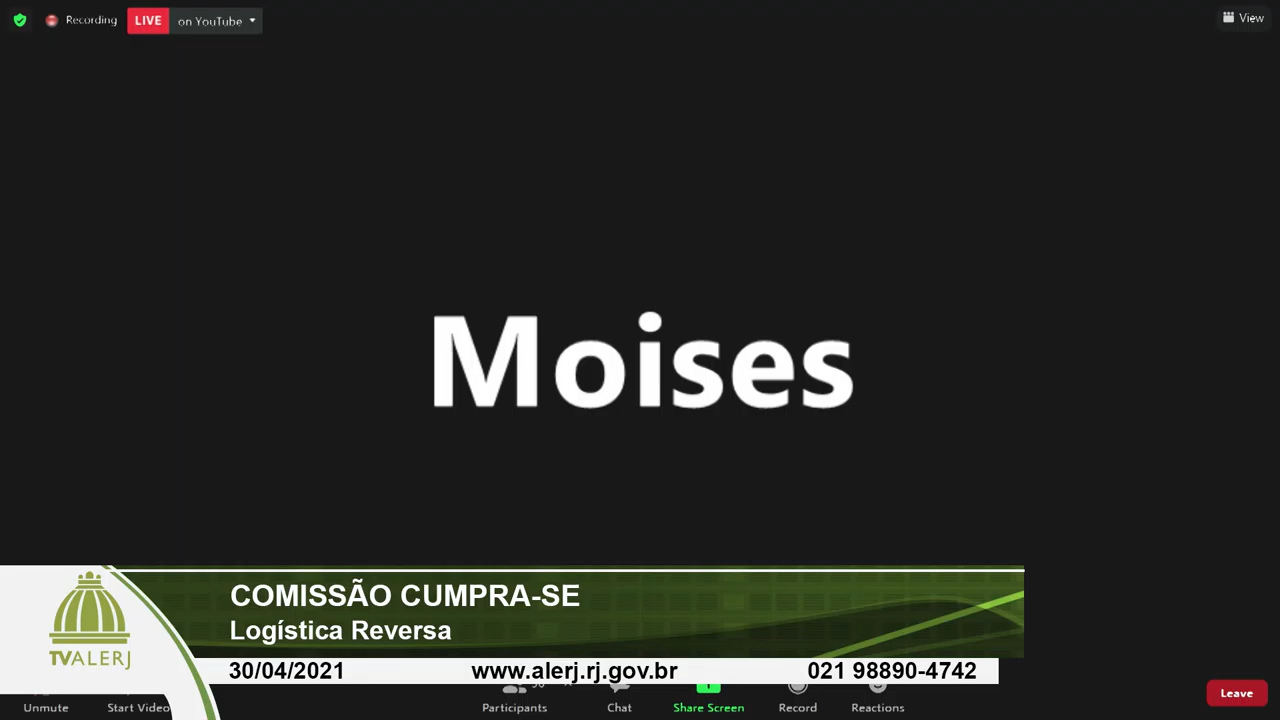 Recording
LIVE on YouTube
View
Moises
COMISSÃO CUMPRA-SE
Logística Reversa
TVALERJ
30/04/2021 www.alerj.rj.gov.br 021 98890-4742
Unmute Start Video Participants Chat Share Screen Record Reactions Leave